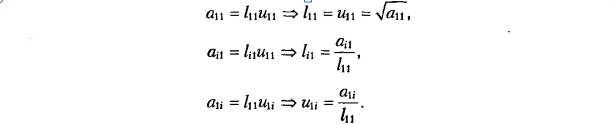 a₁₁ = l₁₁u₁₁ ⇒ l₁₁ = u₁₁ = √a₁₁,
aᵢ₁ = lᵢ₁u₁₁ ⇒ lᵢ₁ = aᵢ₁/l₁₁,
a₁ᵢ = l₁₁u₁ᵢ ⇒ u₁ᵢ = a₁ᵢ/l₁₁.